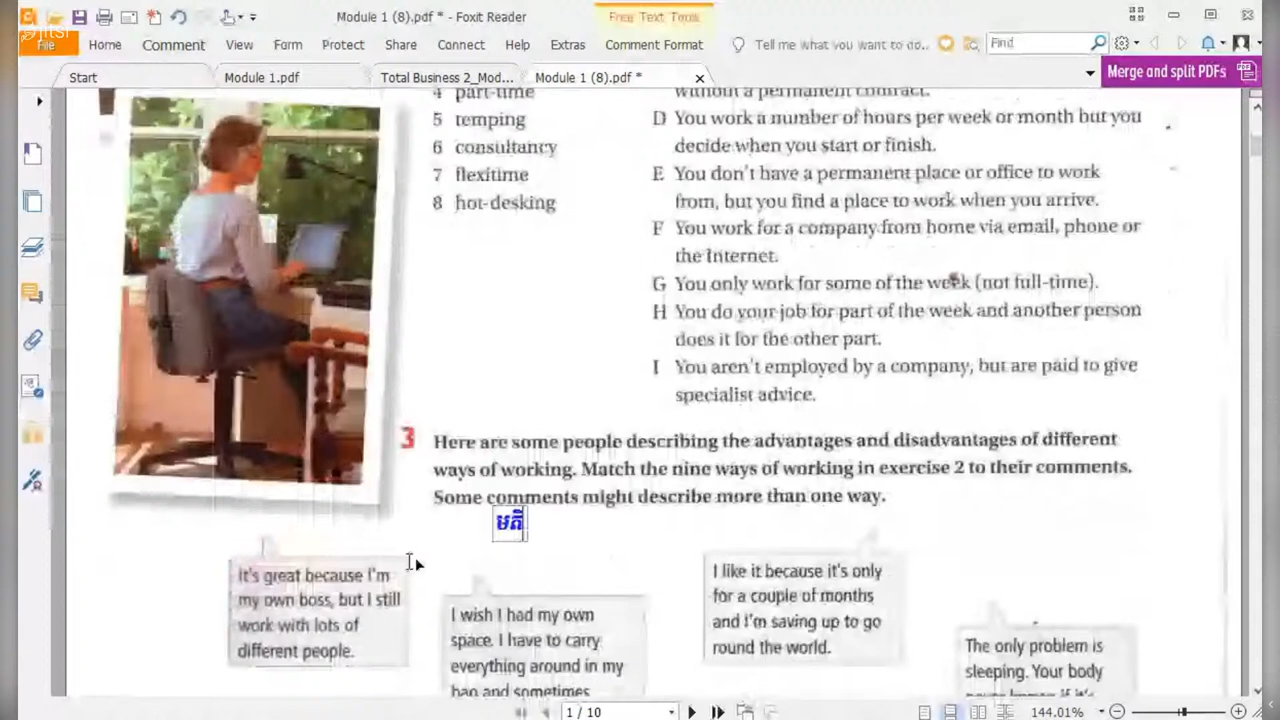 Module 1 (8).pdf * - Foxit Reader
Free Text Tools
Jitsi
File Home Comment View Form Protect Share Connect Help Extras Comment Format Tell me what you want to do.. Find
Start Module 1.pdf Total Business 2_Mod... Module 1 (8).pdf *
Merge and split PDFs
4 part-time
5 temping
6 consultancy
7 flexitime
8 hot-desking
without a permanent contract.
D You work a number of hours per week or month but you
decide when you start or finish.
E You don't have a permanent place or office to work
from, but you find a place to work when you arrive.
F You work for a company from home via email, phone or
the Internet.
G You only work for some of the week (not full-time).
H You do your job for part of the week and another person
does it for the other part.
I You aren't employed by a company, but are paid to give
specialist advice.
3 Here are some people describing the advantages and disadvantages of different
ways of working. Match the nine ways of working in exercise 2 to their comments.
Some comments might describe more than one way.
មតិ
It's great because I'm
my own boss, but I still
work with lots of
different people.
I wish I had my own
space. I have to carry
everything around in my
bag and sometimes
I like it because it's only
for a couple of months
and I'm saving up to go
round the world.
The only problem is
sleeping. Your body
1 / 10
144.01%